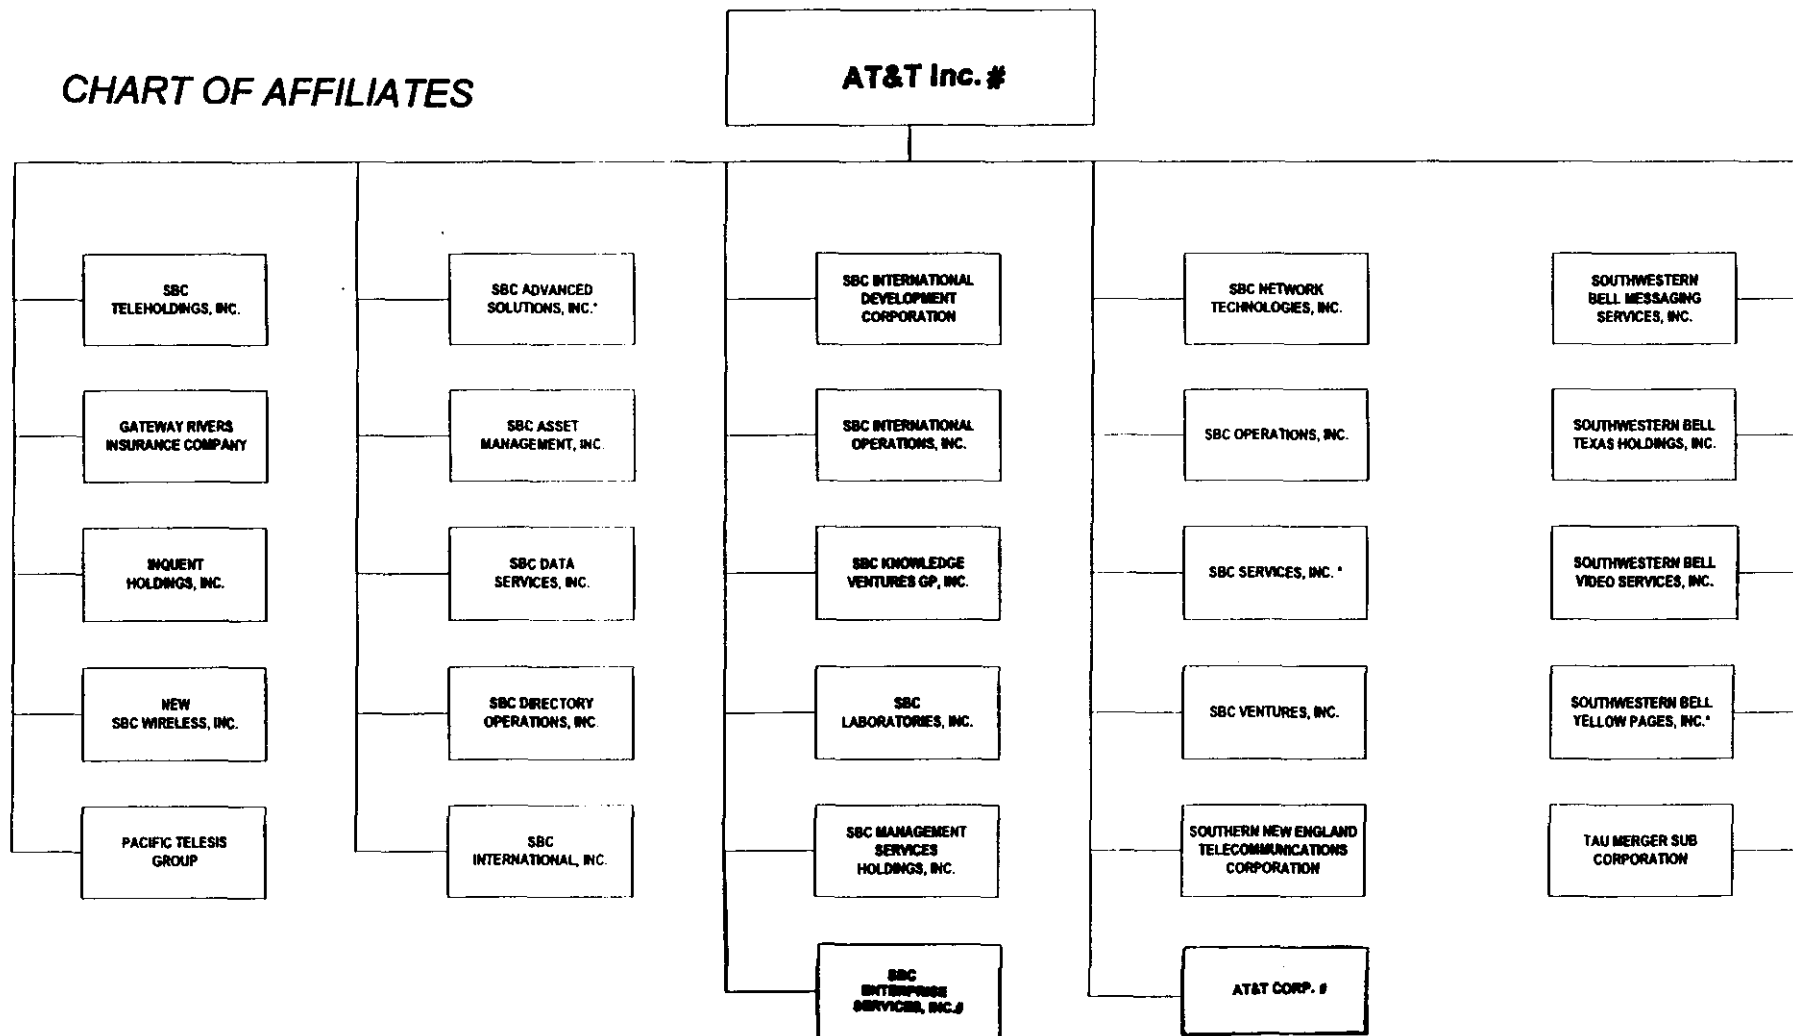 CHART OF AFFILIATES
AT&T Inc. #
SBC
TELEHOLDINGS, INC.
GATEWAY RIVERS
INSURANCE COMPANY
INQUENT
HOLDINGS, INC.
NEW
SBC WIRELESS, INC.
PACIFIC TELESIS
GROUP
SBC ADVANCED
SOLUTIONS, INC.*
SBC ASSET
MANAGEMENT, INC.
SBC DATA
SERVICES, INC.
SBC DIRECTORY
OPERATIONS, INC.
SBC
INTERNATIONAL, INC.
SBC INTERNATIONAL
DEVELOPMENT
CORPORATION
SBC INTERNATIONAL
OPERATIONS, INC.
SBC KNOWLEDGE
VENTURES GP, INC.
SBC
LABORATORIES, INC.
SBC MANAGEMENT
SERVICES
HOLDINGS, INC.
SBC
ENTERPRISE
SERVICES, INC.#
SBC NETWORK
TECHNOLOGIES, INC.
SBC OPERATIONS, INC.
SBC SERVICES, INC. *
SBC VENTURES, INC.
SOUTHERN NEW ENGLAND
TELECOMMUNICATIONS
CORPORATION
AT&T CORP. #
SOUTHWESTERN
BELL MESSAGING
SERVICES, INC.
SOUTHWESTERN BELL
TEXAS HOLDINGS, INC.
SOUTHWESTERN BELL
VIDEO SERVICES, INC.
SOUTHWESTERN BELL
YELLOW PAGES, INC.*
TAU MERGER SUB
CORPORATION